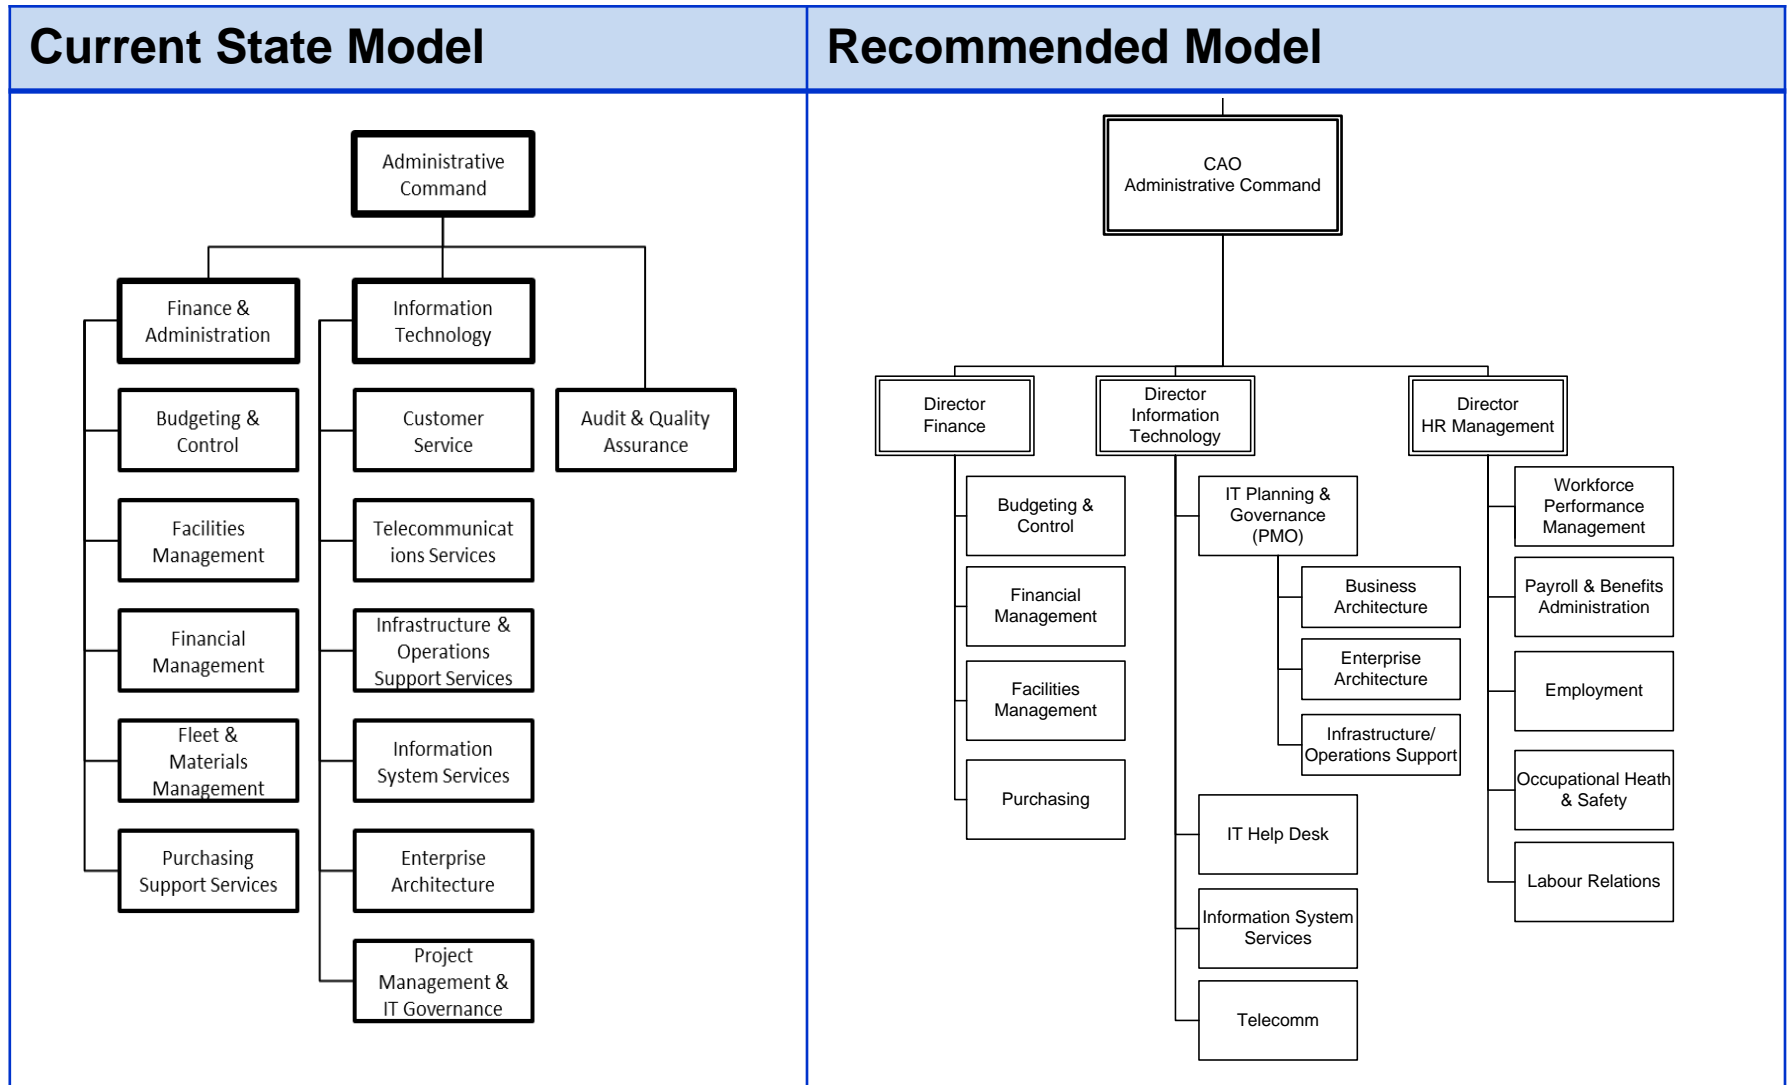 Current State Model
Administrative
Command
Finance &
Administration
Budgeting &
Control
Facilities
Management
Financial
Management
Fleet &
Materials
Management
Purchasing
Support Services
Information
Technology
Customer
Service
Telecommunicat
ions Services
Infrastructure &
Operations
Support Services
Information
System Services
Enterprise
Architecture
Project
Management &
IT Governance
Audit & Quality
Assurance
Recommended Model
CAO
Administrative Command
Director
Finance
Budgeting &
Control
Financial
Management
Facilities
Management
Purchasing
Director
Information
Technology
IT Planning &
Governance
(PMO)
Business
Architecture
Enterprise
Architecture
Infrastructure/
Operations Support
IT Help Desk
Information System
Services
Telecomm
Director
HR Management
Workforce
Performance
Management
Payroll & Benefits
Administration
Employment
Occupational Heath
& Safety
Labour Relations